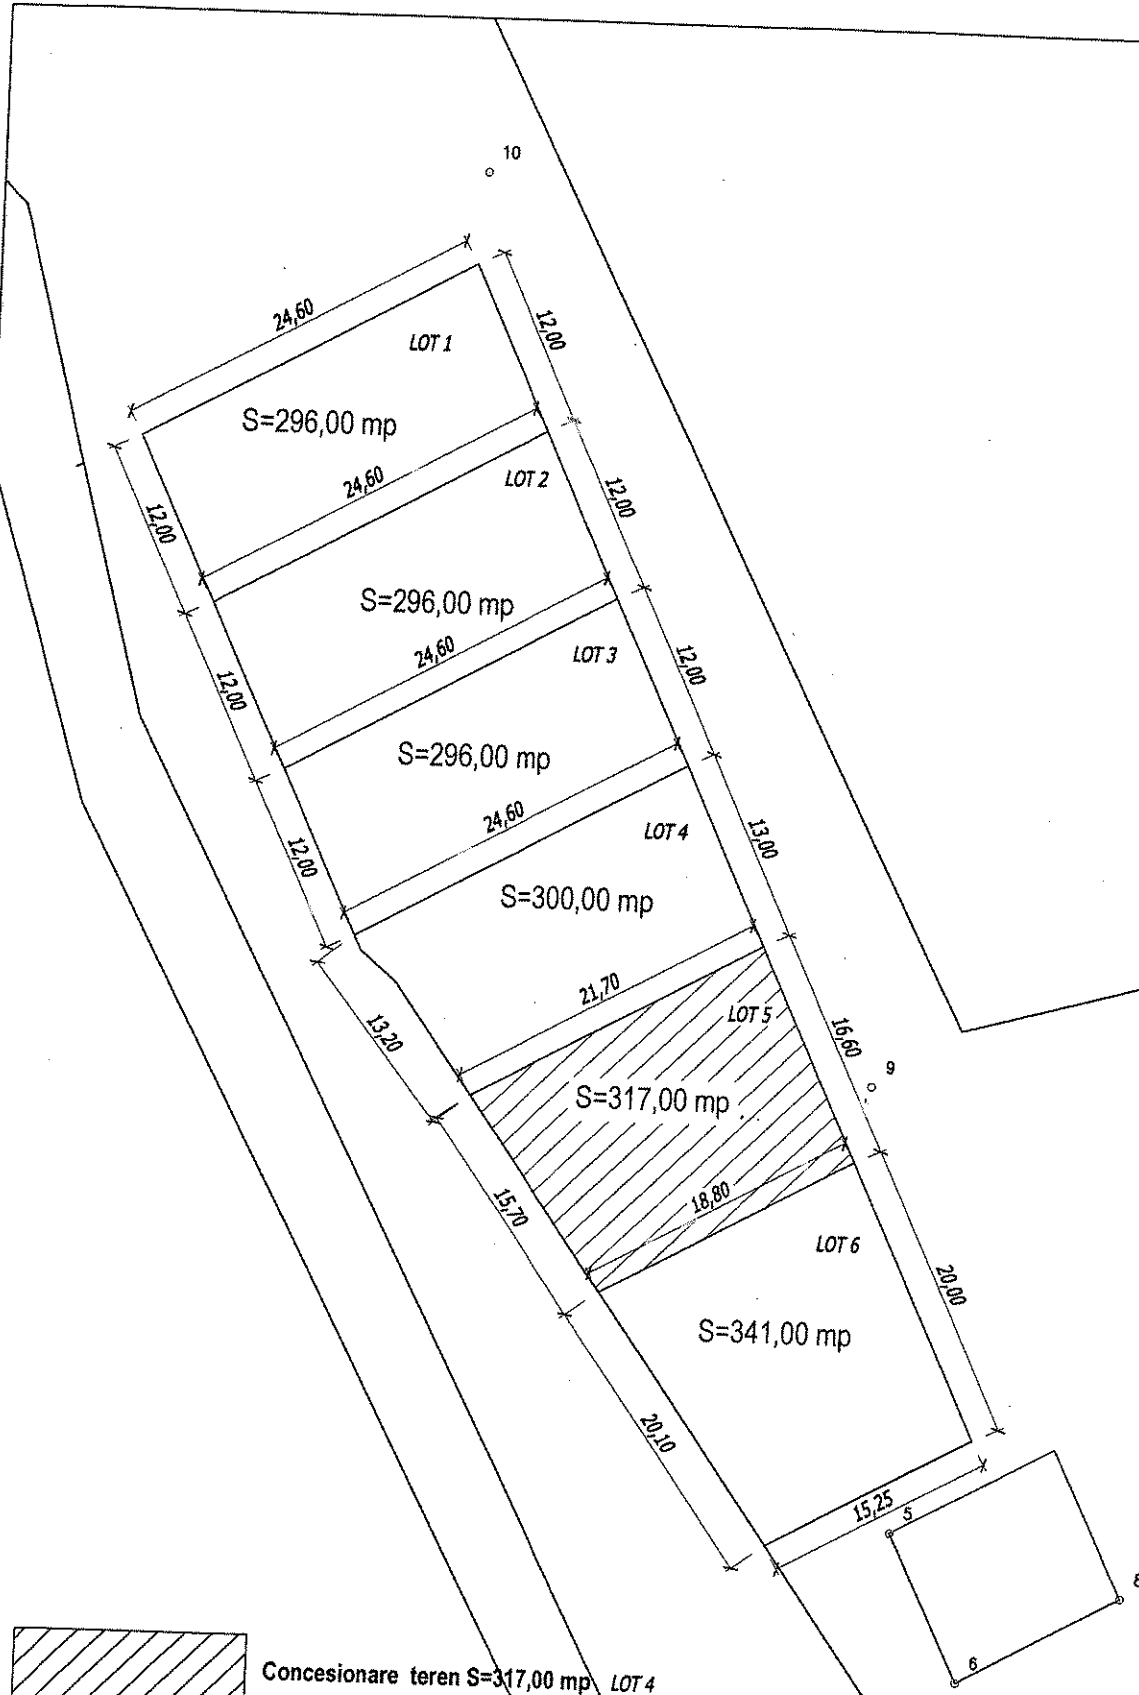 10
24,60
12,00
LOT 1
S=296,00 mp
24,60
LOT 2
12,00
12,00
S=296,00 mp
24,60
LOT 3
12,00
12,00
S=296,00 mp
24,60
LOT 4
13,00
12,00
S=300,00 mp
21,70
LOT 5
16,60
13,20
9
S=317,00 mp
18,80
15,70
LOT 6
20,00
S=341,00 mp
20,10
15,25
5
8
6
Concesionare teren S=317,00 mp LOT 4